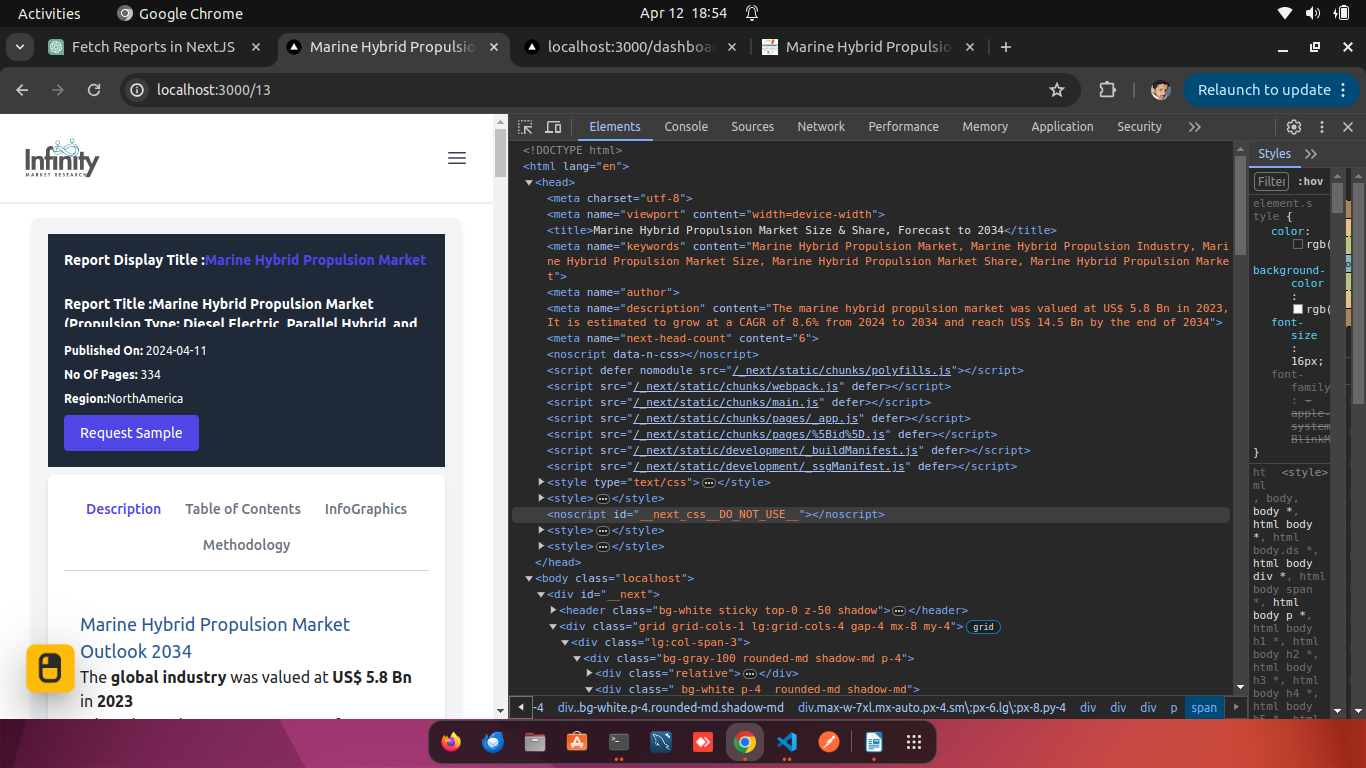 Activities
Google Chrome
Apr 12 18:54
Fetch Reports in NextJS
Marine Hybrid Propulsio
localhost:3000/dashboa
Marine Hybrid Propulsio
localhost:3000/13
Relaunch to update
Infinity
MARKET RESEARCH
Report Display Title :Marine Hybrid Propulsion Market
Report Title :Marine Hybrid Propulsion Market
(Propulsion Type: Diesel Electric, Parallel Hybrid, and
Published On: 2024-04-11
No Of Pages: 334
Region:NorthAmerica
Request Sample
Description
Table of Contents
InfoGraphics
Methodology
Marine Hybrid Propulsion Market
Outlook 2034
The global industry was valued at US$ 5.8 Bn
in 2023
Elements
Console
Sources
Network
Performance
Memory
Application
Security
<!DOCTYPE html>
<html lang="en">
<head>
<meta charset="utf-8">
<meta name="viewport" content="width=device-width">
<title>Marine Hybrid Propulsion Market Size & Share, Forecast to 2034</title>
<meta name="keywords" content="Marine Hybrid Propulsion Market, Marine Hybrid Propulsion Industry, Mari
ne Hybrid Propulsion Market Size, Marine Hybrid Propulsion Market Share, Marine Hybrid Propulsion Marke
t">
<meta name="author">
<meta name="description" content="The marine hybrid propulsion market was valued at US$ 5.8 Bn in 2023,
It is estimated to grow at a CAGR of 8.6% from 2024 to 2034 and reach US$ 14.5 Bn by the end of 2034">
<meta name="next-head-count" content="6">
<noscript data-n-css></noscript>
<script defer nomodule src="/_next/static/chunks/polyfills.js"></script>
<script src="/_next/static/chunks/webpack.js" defer></script>
<script src="/_next/static/chunks/main.js" defer></script>
<script src="/_next/static/chunks/pages/_app.js" defer></script>
<script src="/_next/static/chunks/pages/%5Bid%5D.js" defer></script>
<script src="/_next/static/development/_buildManifest.js" defer></script>
<script src="/_next/static/development/_ssgManifest.js" defer></script>
<style type="text/css">…</style>
<style>…</style>
<noscript id="__next_css__DO_NOT_USE__"></noscript>
<style>…</style>
<style>…</style>
</head>
<body class="localhost">
<div id="__next">
<header class="bg-white sticky top-0 z-50 shadow">…</header>
<div class="grid grid-cols-1 lg:grid-cols-4 gap-4 mx-8 my-4"> grid
<div class="lg:col-span-3">
<div class="bg-gray-100 rounded-md shadow-md p-4">
<div class="relative">…</div>
<div class=" bg-white p-4  rounded-md shadow-md">
-4 div..bg-white.p-4.rounded-md.shadow-md div.max-w-7xl.mx-auto.px-4.sm\:px-6.lg\:px-8.py-4 div div div p span
Styles
Filter
:hov
element.s
tyle {
color:
rgb(
background-
color
:
rgb(
font-
size
:
16px;
font-
family
:
apple-
system
BlinkM
}
ht <style>
ml
, body,
body *,
html body
*, html
body.ds *,
html body
div *, html
body span
*, html
body p *,
html body
h1 *, html
body h2 *,
html body
h3 *, html
body h4 *,
html body
h5 *, html